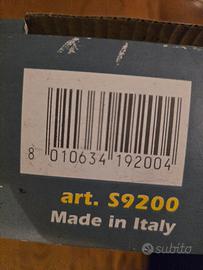 8 010634 192004
art. S9200
Made in Italy
subito